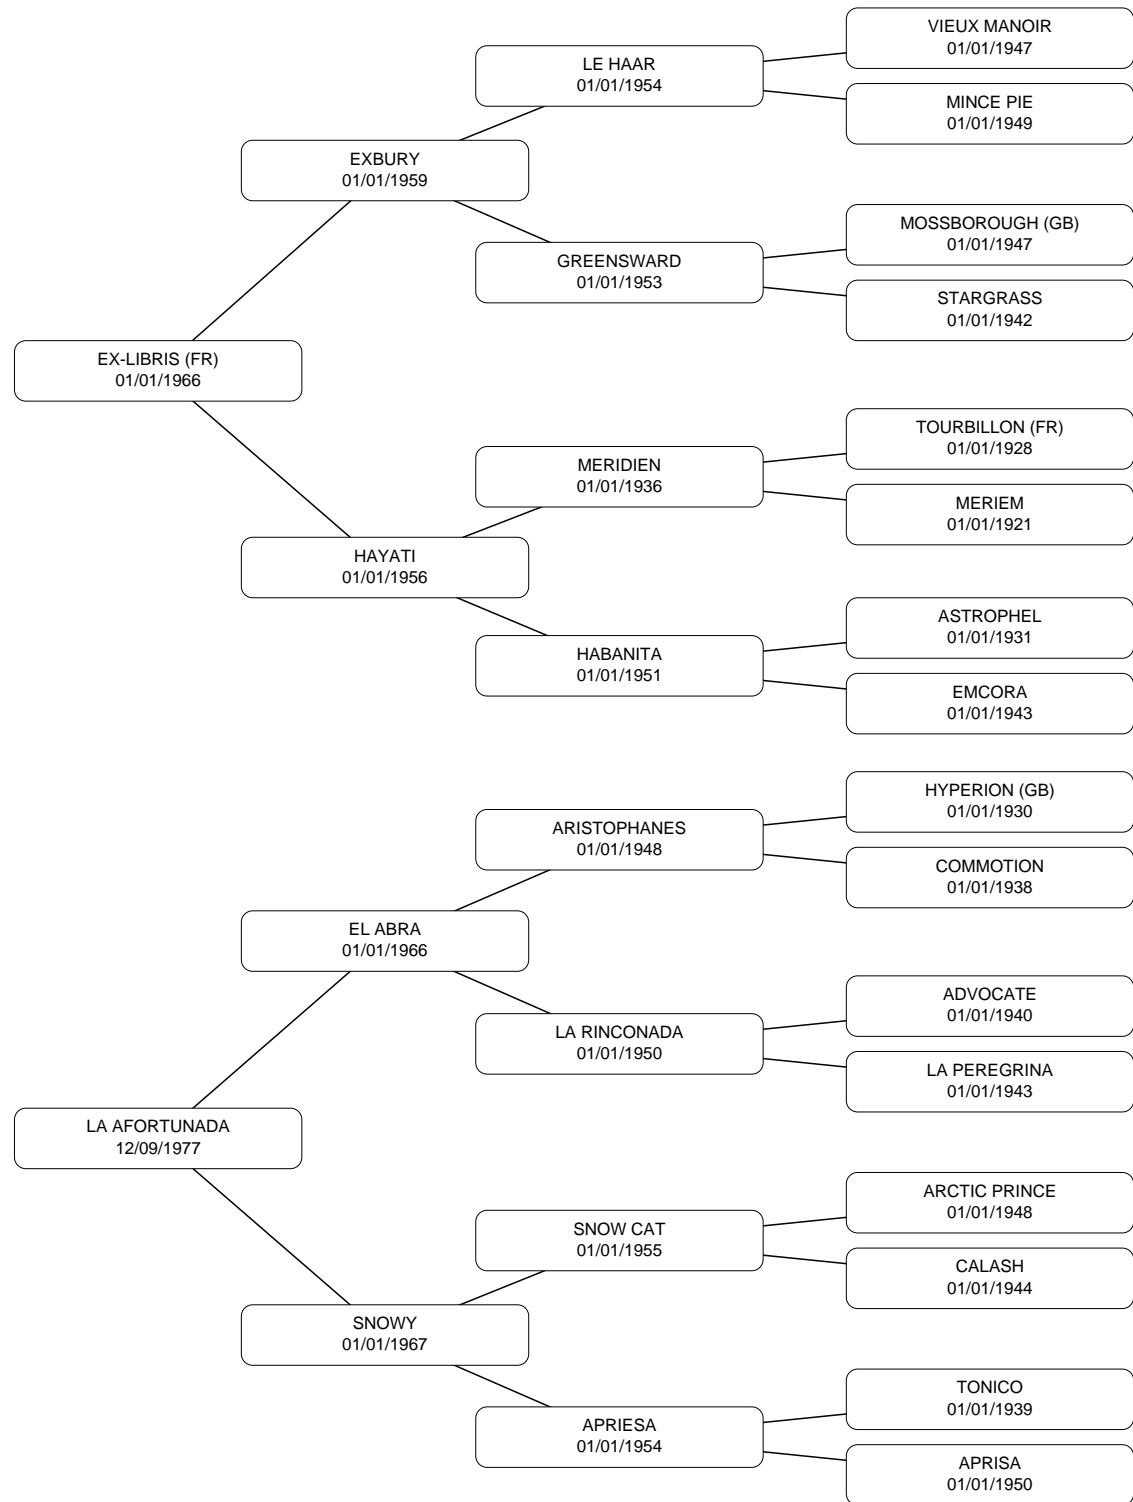 VIEUX MANOIR
01/01/1947
LE HAAR
01/01/1954
MINCE PIE
01/01/1949
EXBURY
01/01/1959
MOSSBOROUGH (GB)
01/01/1947
GREENSWARD
01/01/1953
STARGRASS
01/01/1942
EX-LIBRIS (FR)
01/01/1966
TOURBILLON (FR)
01/01/1928
MERIDIEN
01/01/1936
MERIEM
01/01/1921
HAYATI
01/01/1956
ASTROPHEL
01/01/1931
HABANITA
01/01/1951
EMCORA
01/01/1943
HYPERION (GB)
01/01/1930
ARISTOPHANES
01/01/1948
COMMOTION
01/01/1938
EL ABRA
01/01/1966
ADVOCATE
01/01/1940
LA RINCONADA
01/01/1950
LA PEREGRINA
01/01/1943
LA AFORTUNADA
12/09/1977
ARCTIC PRINCE
01/01/1948
SNOW CAT
01/01/1955
CALASH
01/01/1944
SNOWY
01/01/1967
TONICO
01/01/1939
APRIESA
01/01/1954
APRISA
01/01/1950